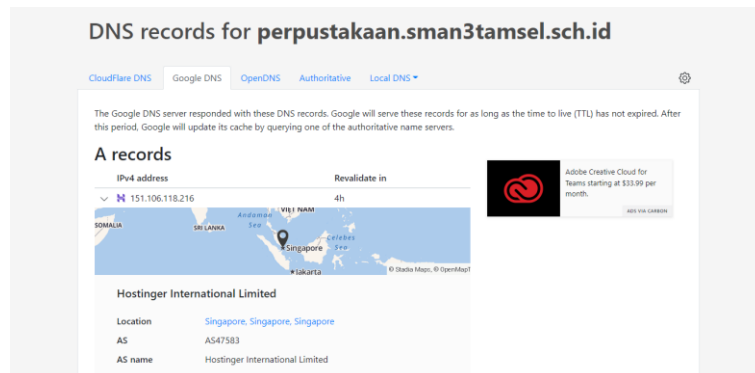 DNS records for perpustakaan.sman3tamsel.sch.id
CloudFlare DNS Google DNS OpenDNS Authoritative Local DNS
The Google DNS server responded with these DNS records. Google will serve these records for as long as the time to live (TTL) has not expired. After
this period, Google will update its cache by querying one of the authoritative name servers.
A records
IPv4 address Revalidate in
151.106.118.216 4h
Adobe Creative Cloud for
Teams starting at $33.99 per
month.
ADS VIA CARBON
SOMALIA
SRI LANKA
Andaman
Sea
VIET NAM
Singapore
Celebes
Sea
Jakarta
© Stadia Maps, © OpenMapT
Hostinger International Limited
Location Singapore, Singapore, Singapore
AS AS47583
AS name Hostinger International Limited